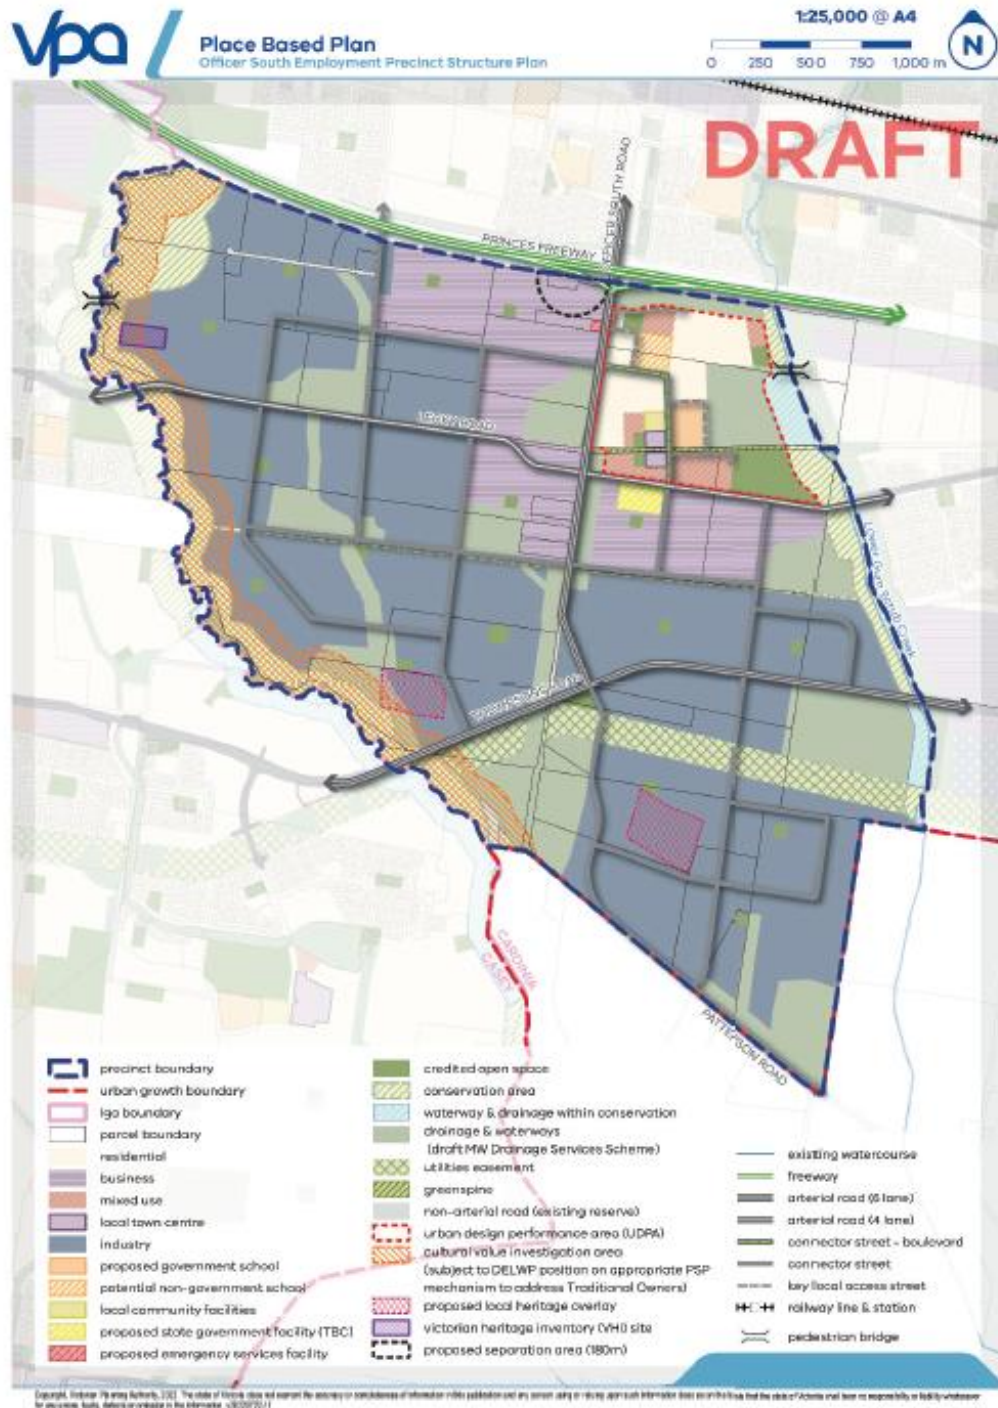 vpa
Place Based Plan
Officer South Employment Precinct Structure Plan
1:25,000 @ A4
0 250 500 750 1,000 m
N
DRAFT
PRINCES FREEWAY
SOUTH ROAD
LECKY ROAD
Lower Gum Scrub Creek
CARDINIA
CASEY
PATTERSON ROAD
precinct boundary
urban growth boundary
lga boundary
parcel boundary
residential
business
mixed use
local town centre
industry
proposed government school
potential non-government school
local community facilities
proposed state government facility (TBC)
proposed emergency services facility
credited open space
conservation area
waterway & drainage within conservation
drainage & waterways
(draft MW Drainage Services Scheme)
utilities easement
greenspine
non-arterial road (existing reserve)
urban design performance area (UDPA)
cultural value investigation area
(subject to DELWP position on appropriate PSP
mechanism to address Traditional Owners)
proposed local heritage overlay
victorian heritage inventory (VHI) site
proposed separation area (180m)
existing watercourse
freeway
arterial road (6 lane)
arterial road (4 lane)
connector street - boulevard
connector street
key local access street
railway line & station
pedestrian bridge